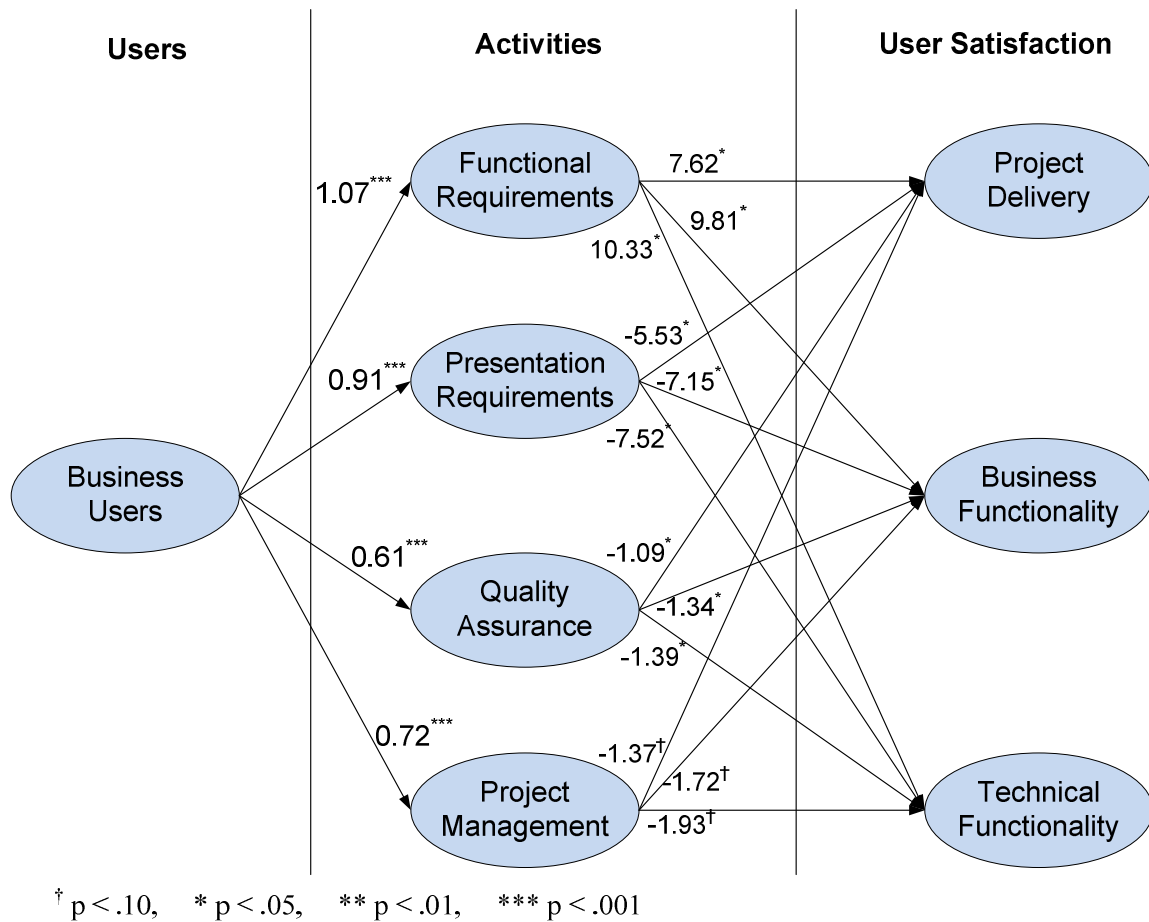 Users
Activities
User Satisfaction
Functional
Requirements
Project
Delivery
1.07***
7.62*
9.81*
10.33*
Presentation
Requirements
0.91***
-5.53*
-7.15*
-7.52*
Business
Users
Business
Functionality
0.61***
Quality
Assurance
-1.09*
-1.34*
-1.39*
0.72***
Project
Management
-1.37†
-1.72†
-1.93†
Technical
Functionality
† p < .10, * p < .05, ** p < .01, *** p < .001